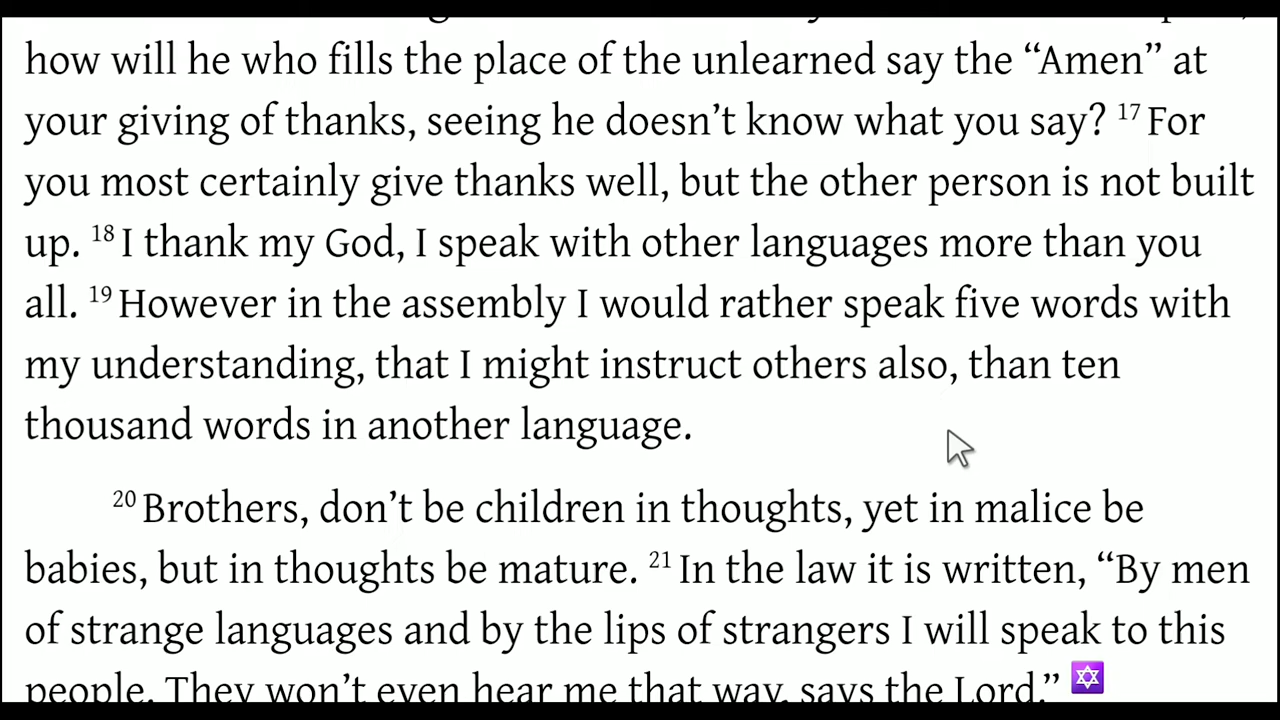 how will he who fills the place of the unlearned say the “Amen” at
your giving of thanks, seeing he doesn’t know what you say? 17 For
you most certainly give thanks well, but the other person is not built
up. 18 I thank my God, I speak with other languages more than you
all. 19 However in the assembly I would rather speak five words with
my understanding, that I might instruct others also, than ten
thousand words in another language.
20 Brothers, don’t be children in thoughts, yet in malice be
babies, but in thoughts be mature. 21 In the law it is written, “By men
of strange languages and by the lips of strangers I will speak to this
people. They won’t even hear me that way, says the Lord.” ✡